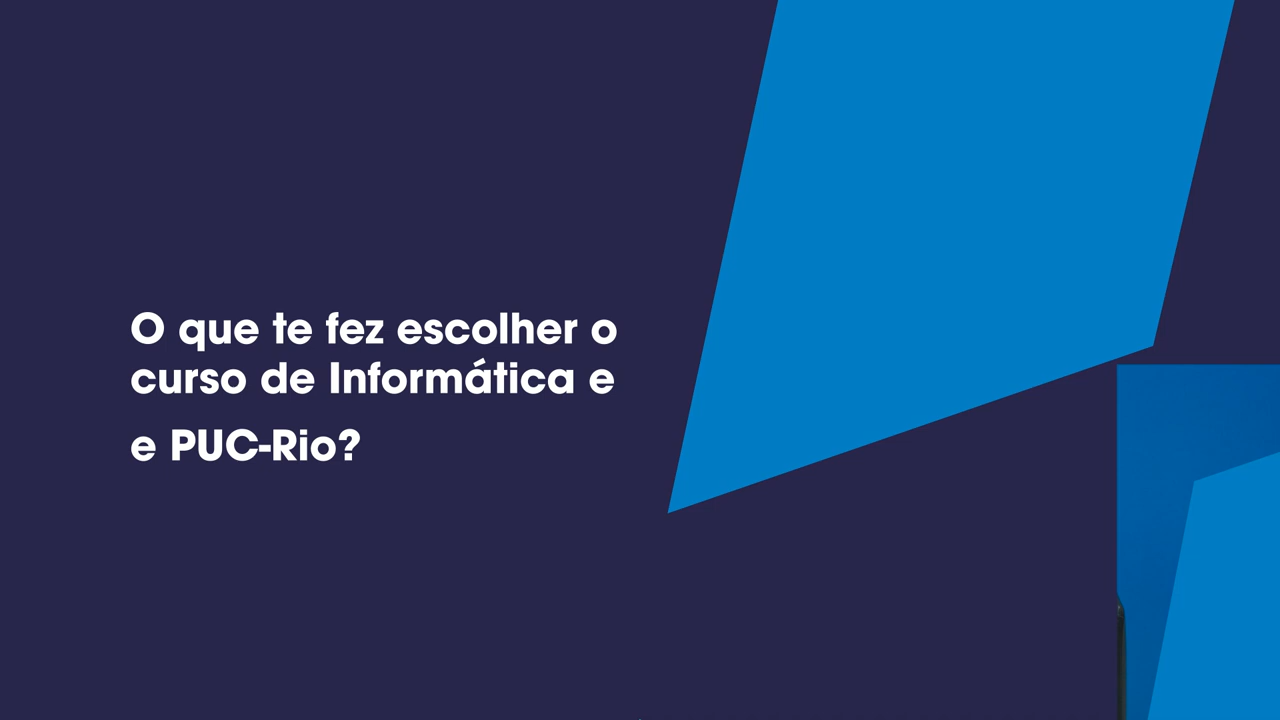 O que te fez escolher o
curso de Informática e
e PUC-Rio?